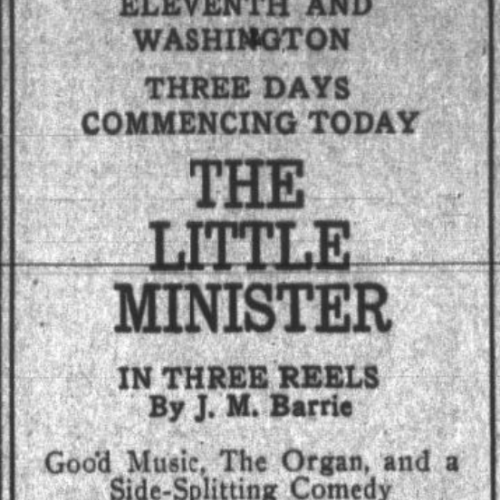 ELEVENTH AND
WASHINGTON
THREE DAYS
COMMENCING TODAY
THE
LITTLE
MINISTER
IN THREE REELS
By J. M. Barrie
Good Music, The Organ, and a
Side-Splitting Comedy